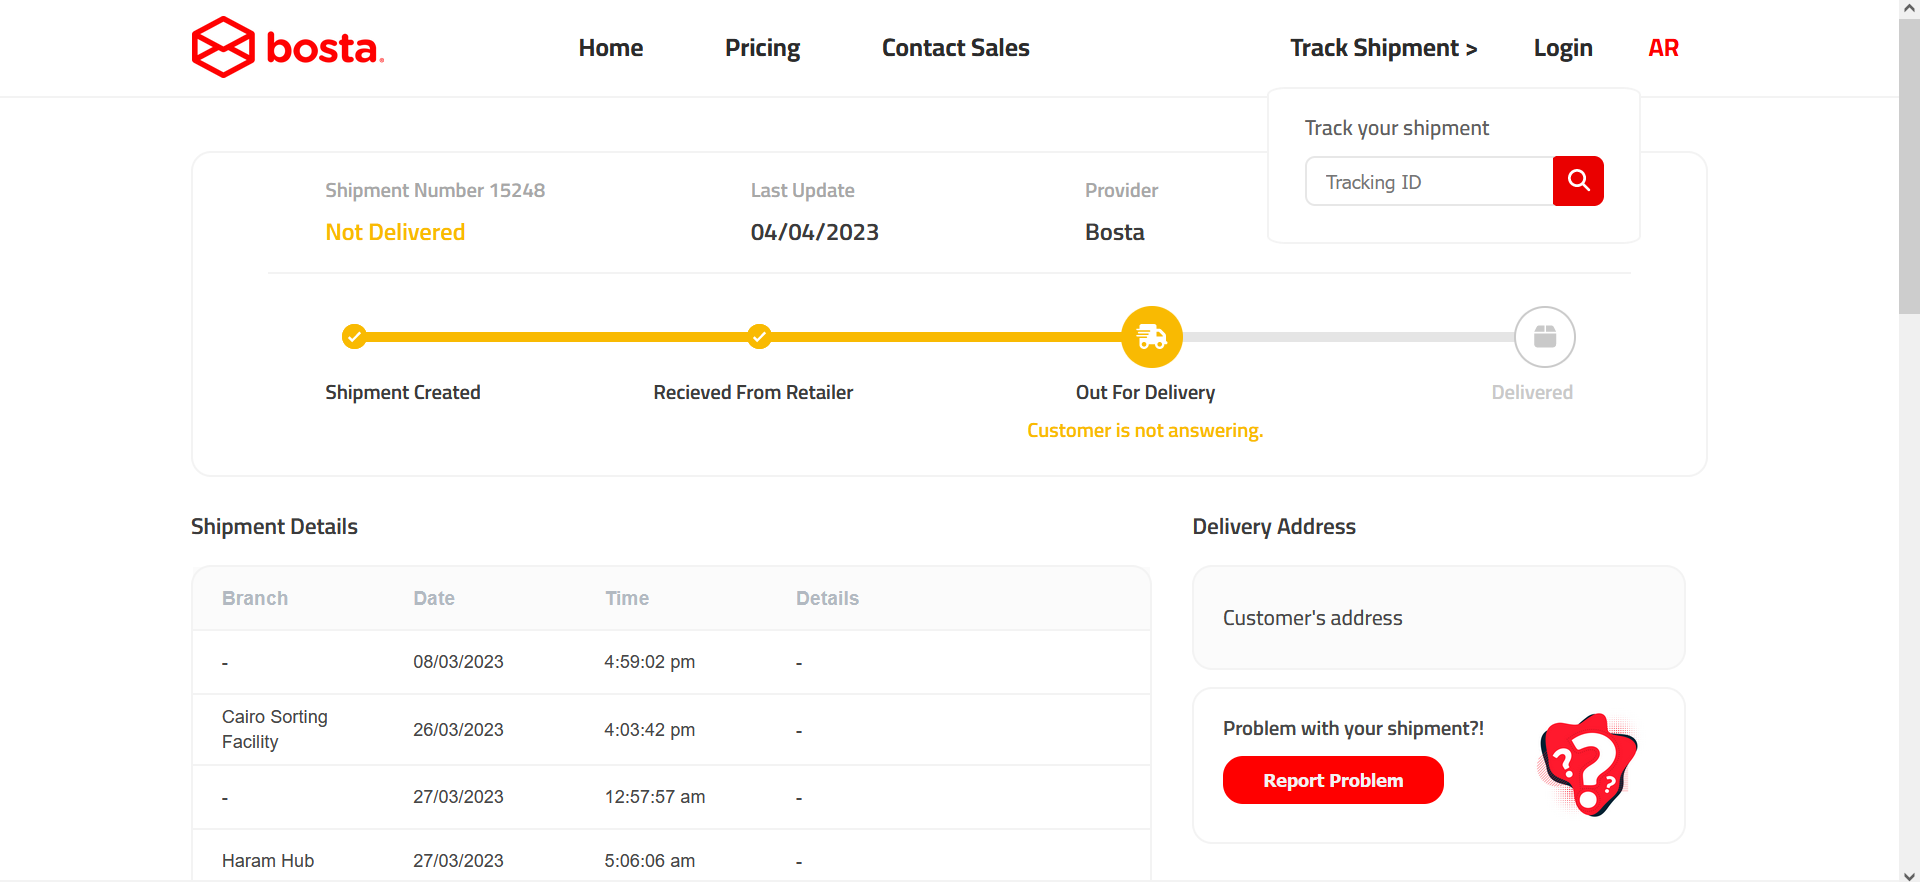 bosta.
Home
Pricing
Contact Sales
Track Shipment >
Login
AR
Track your shipment
Tracking ID
Shipment Number 15248
Not Delivered
Last Update
04/04/2023
Provider
Bosta
Shipment Created
Recieved From Retailer
Out For Delivery
Customer is not answering.
Delivered
Shipment Details
Branch Date Time Details
- 08/03/2023 4:59:02 pm -
Cairo Sorting
Facility 26/03/2023 4:03:42 pm -
- 27/03/2023 12:57:57 am -
Haram Hub 27/03/2023 5:06:06 am -
Delivery Address
Customer's address
Problem with your shipment?!
Report Problem
? ? ?